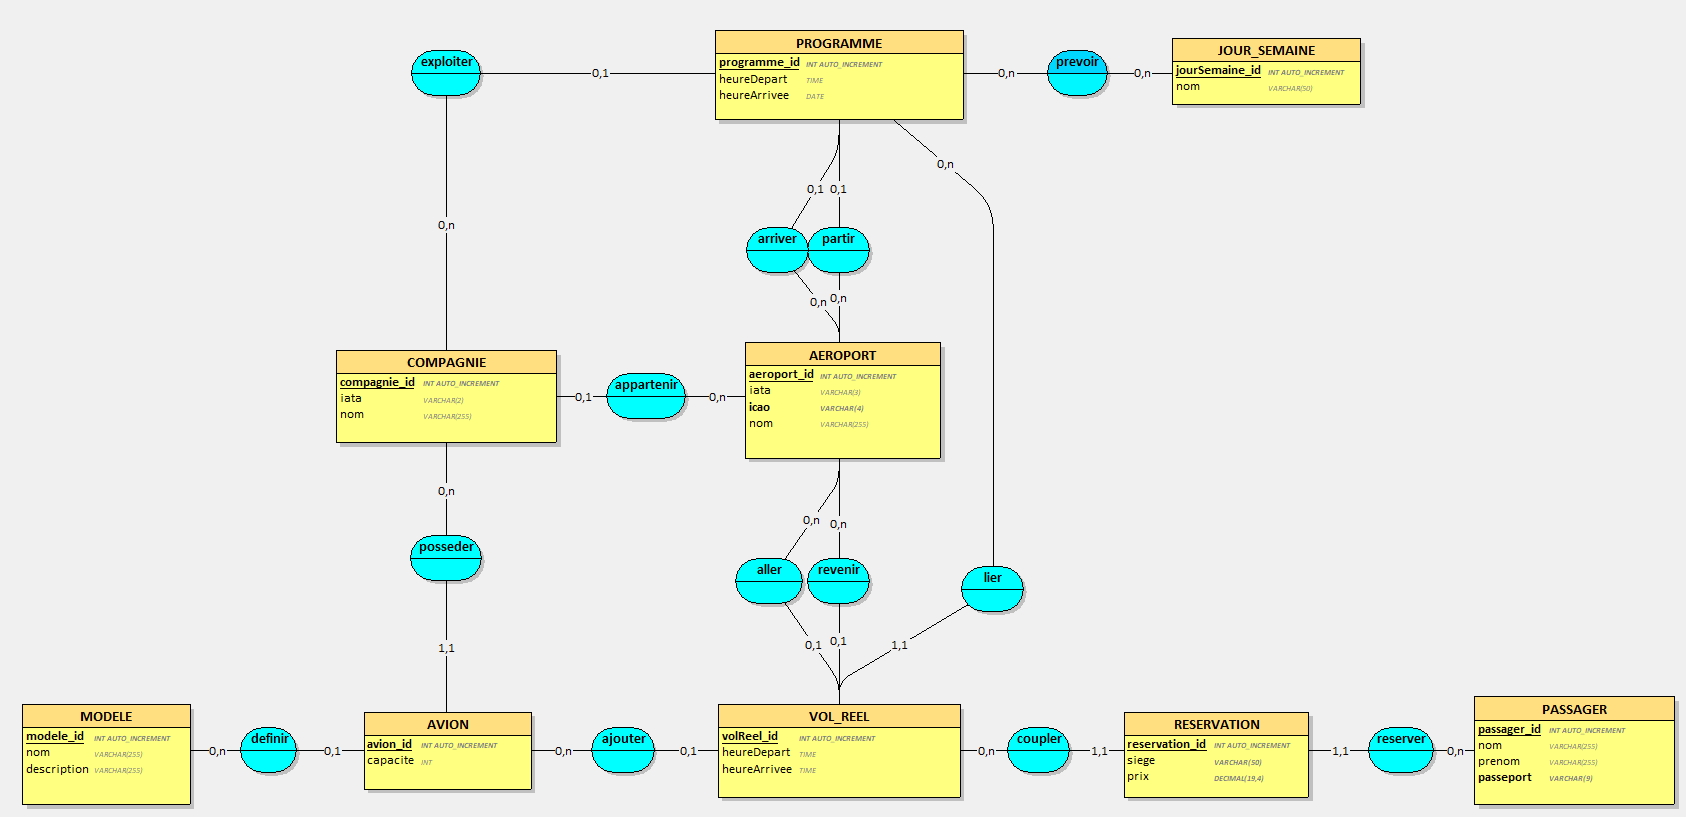 PROGRAMME
programme_id INT AUTO_INCREMENT
heureDepart TIME
heureArrivee DATE
JOUR_SEMAINE
jourSemaine_id INT AUTO_INCREMENT
nom VARCHAR(50)
exploiter
0,1
0,n
prevoir
0,n
0,n
0,n
0,1
0,1
arriver
partir
0,n
0,n
0,n
COMPAGNIE
compagnie_id INT AUTO_INCREMENT
iata VARCHAR(2)
nom VARCHAR(255)
0,1
appartenir
0,n
AEROPORT
aeroport_id INT AUTO_INCREMENT
iata VARCHAR(3)
icao VARCHAR(4)
nom VARCHAR(255)
0,n
posseder
1,1
0,n
0,n
aller
revenir
lier
0,1
0,1
1,1
MODELE
modele_id INT AUTO_INCREMENT
nom VARCHAR(255)
description VARCHAR(255)
0,n
definir
0,1
AVION
avion_id INT AUTO_INCREMENT
capacite INT
0,n
ajouter
0,1
VOL_REEL
volReel_id INT AUTO_INCREMENT
heureDepart TIME
heureArrivee TIME
0,n
coupler
1,1
RESERVATION
reservation_id INT AUTO_INCREMENT
siege VARCHAR(50)
prix DECIMAL(19,4)
1,1
reserver
0,n
PASSAGER
passager_id INT AUTO_INCREMENT
nom VARCHAR(255)
prenom VARCHAR(255)
passeport VARCHAR(9)